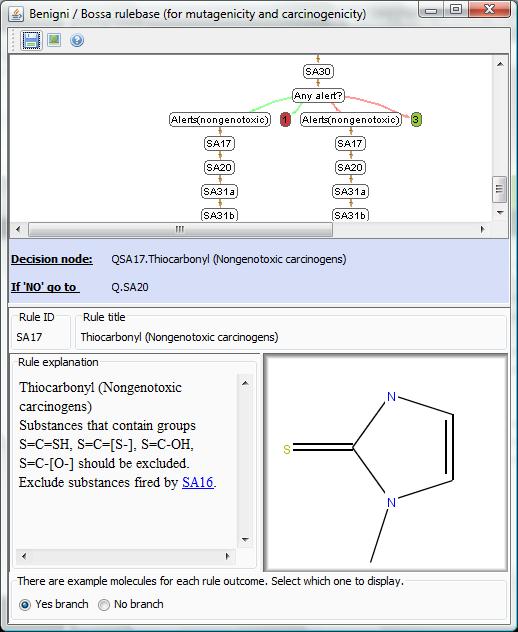 Benigni / Bossa rulebase (for mutagenicity and carcinogenicity)
SA30
Any alert?
Alerts(nongenotoxic) 1 Alerts(nongenotoxic) 3
SA17 SA17
SA20 SA20
SA31a SA31a
SA31b SA31b
Decision node: QSA17.Thiocarbonyl (Nongenotoxic carcinogens)
If 'NO' go to Q.SA20
Rule ID Rule title
SA17 Thiocarbonyl (Nongenotoxic carcinogens)
Rule explanation
Thiocarbonyl (Nongenotoxic
carcinogens)
Substances that contain groups
S=C=SH, S=C=[S-], S=C-OH,
S=C-[O-] should be excluded.
Exclude substances fired by SA16.
N
S
N
There are example molecules for each rule outcome. Select which one to display.
Yes branch No branch